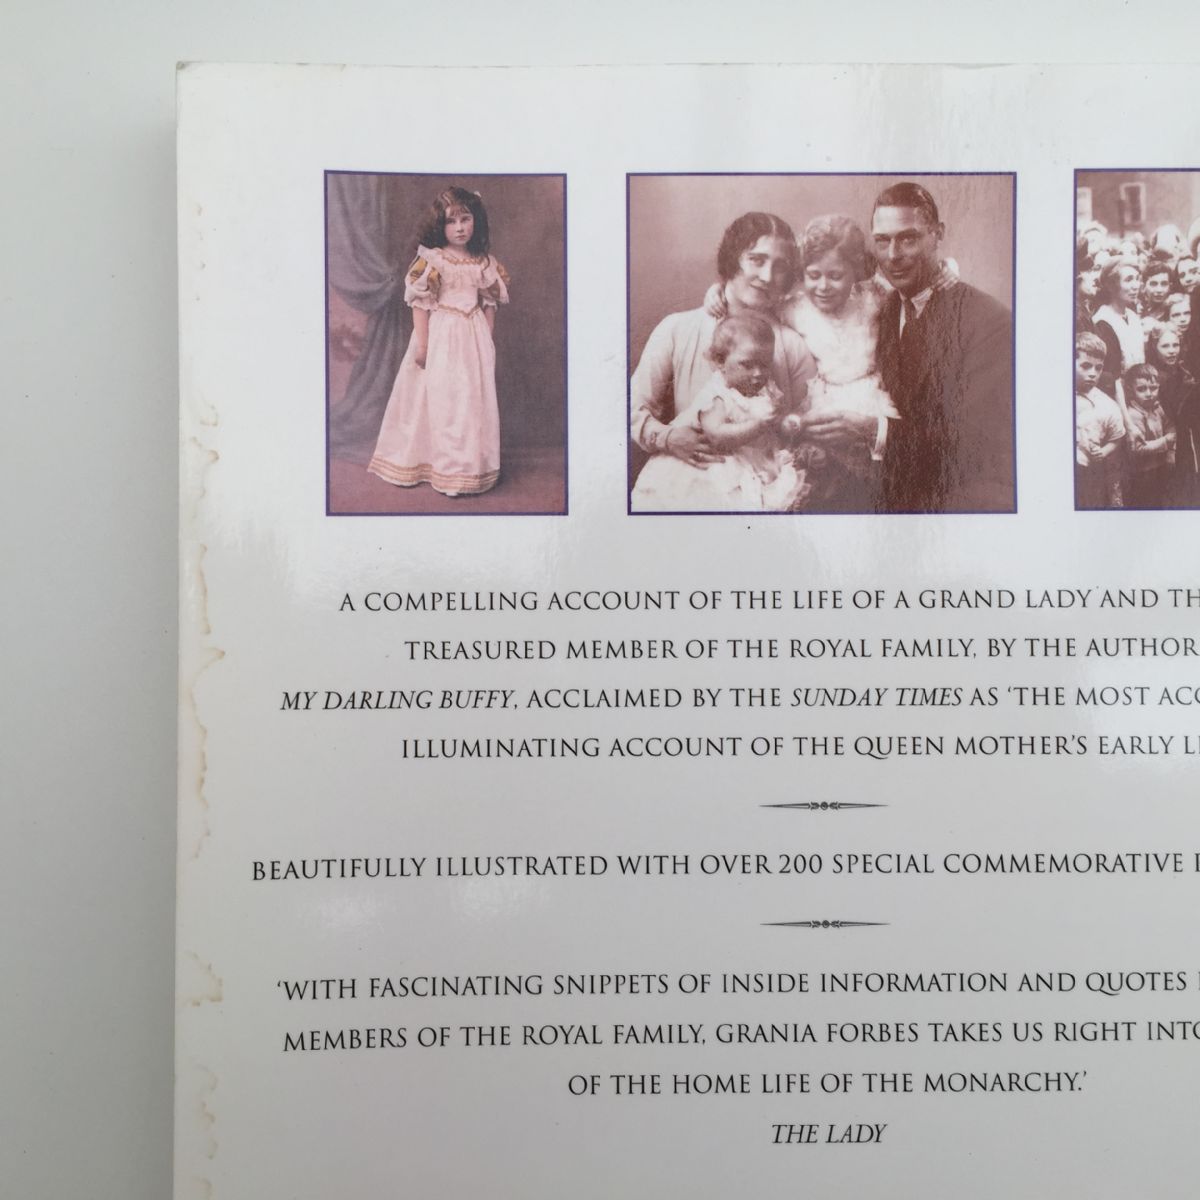 A COMPELLING ACCOUNT OF THE LIFE OF A GRAND LADY AND
TREASURED MEMBER OF THE ROYAL FAMILY, BY THE AUTHOR
MY DARLING BUFFY, ACCLAIMED BY THE SUNDAY TIMES AS ‘THE MOST
ILLUMINATING ACCOUNT OF THE QUEEN MOTHER’S EARLY
BEAUTIFULLY ILLUSTRATED WITH OVER 200 SPECIAL COMMEMORATIVE
‘WITH FASCINATING SNIPPETS OF INSIDE INFORMATION AND QUOTES
MEMBERS OF THE ROYAL FAMILY, GRANIA FORBES TAKES US RIGHT INTO
OF THE HOME LIFE OF THE MONARCHY.’
THE LADY